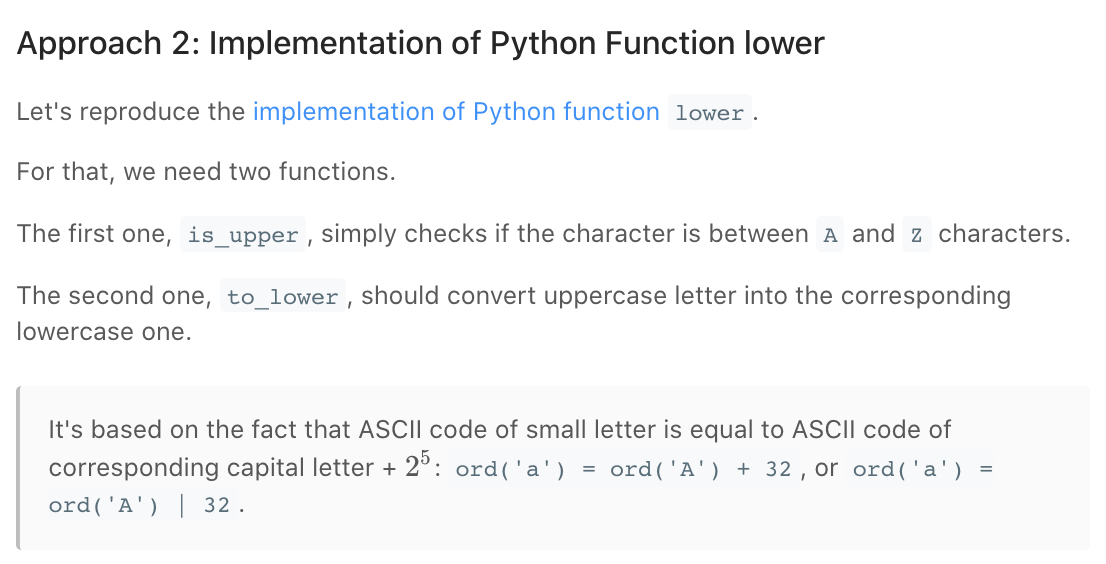 Approach 2: Implementation of Python Function lower
Let's reproduce the implementation of Python function lower.
For that, we need two functions.
The first one, is_upper, simply checks if the character is between A and Z characters.
The second one, to_lower, should convert uppercase letter into the corresponding
lowercase one.
It's based on the fact that ASCII code of small letter is equal to ASCII code of
corresponding capital letter + 2⁵: ord('a') = ord('A') + 32, or ord('a') =
ord('A') | 32.